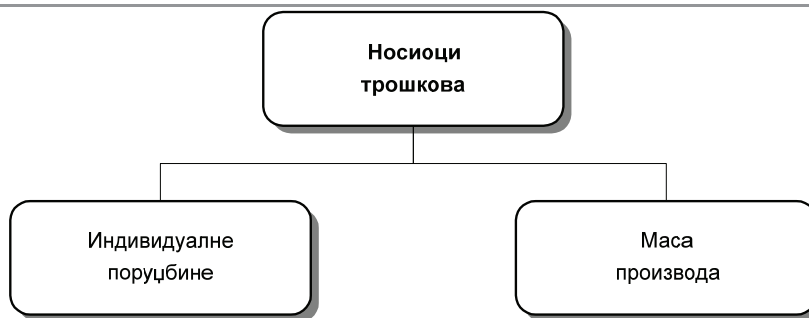 Носиоци
трошкова
Индивидуалне
поруџбине
Маса
производа